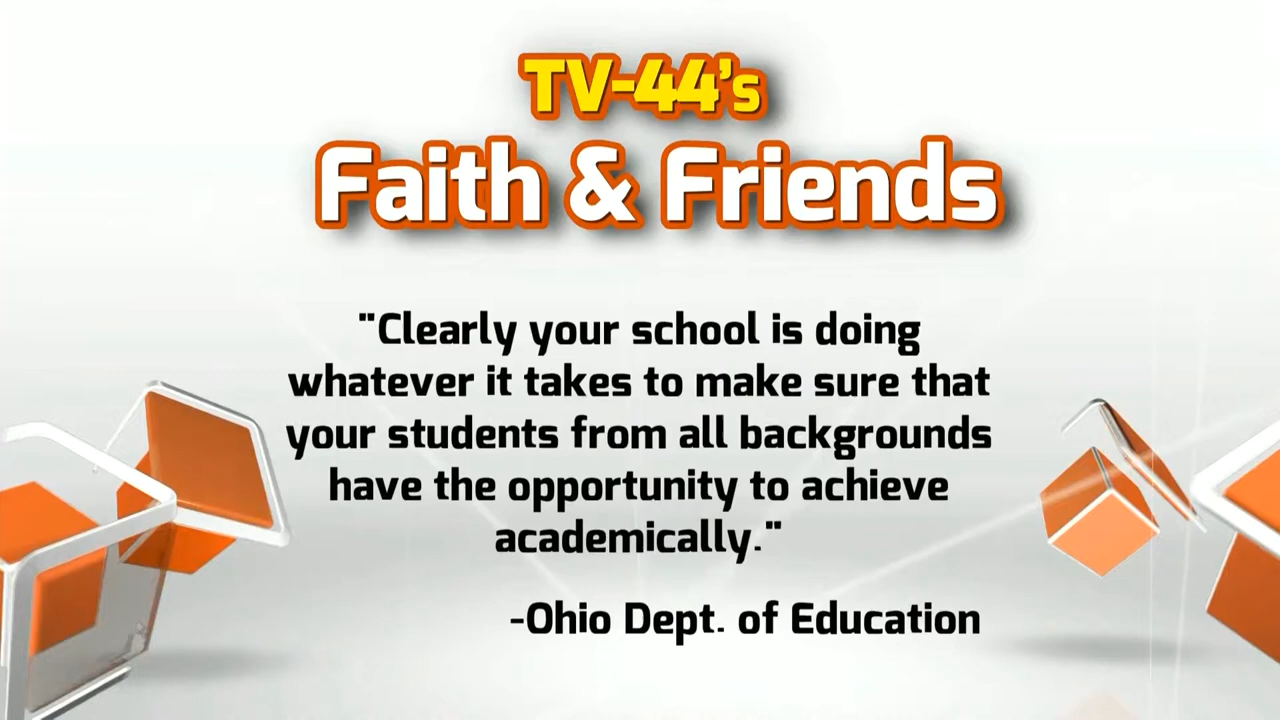 TV-44's
Faith & Friends
"Clearly your school is doing
whatever it takes to make sure that
your students from all backgrounds
have the opportunity to achieve
academically."
-Ohio Dept. of Education